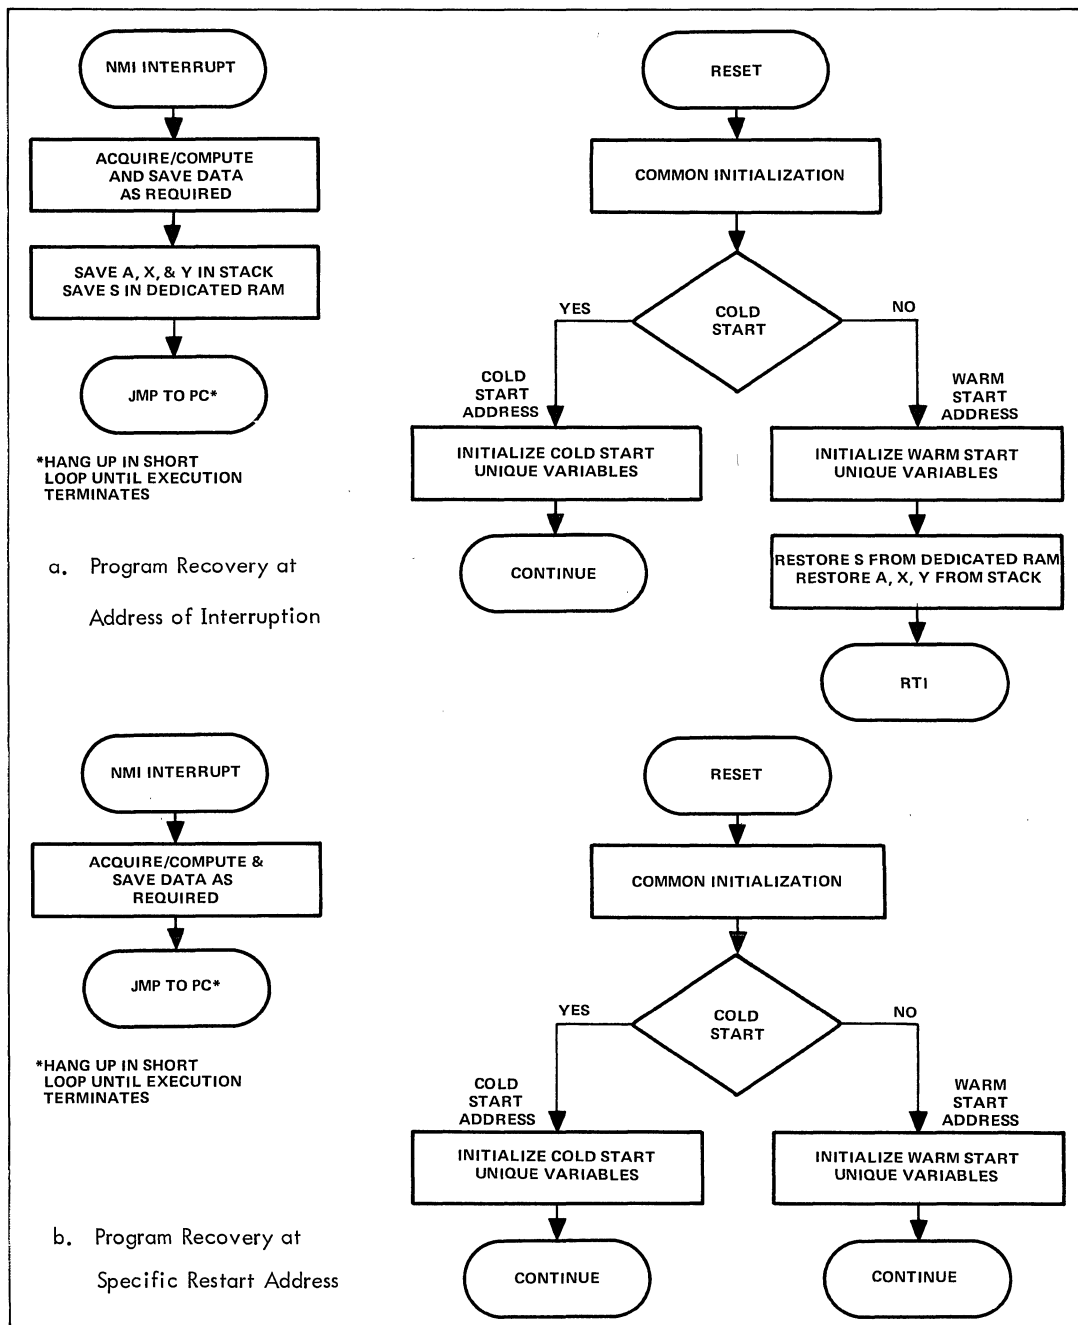 NMI INTERRUPT
ACQUIRE/COMPUTE
AND SAVE DATA
AS REQUIRED
SAVE A, X, & Y IN STACK
SAVE S IN DEDICATED RAM
JMP TO PC*
*HANG UP IN SHORT
LOOP UNTIL EXECUTION
TERMINATES
a. Program Recovery at
Address of Interruption
RESET
COMMON INITIALIZATION
COLD
START
YES
NO
COLD
START
ADDRESS
WARM
START
ADDRESS
INITIALIZE COLD START
UNIQUE VARIABLES
INITIALIZE WARM START
UNIQUE VARIABLES
CONTINUE
RESTORE S FROM DEDICATED RAM
RESTORE A, X, Y FROM STACK
RTI
NMI INTERRUPT
ACQUIRE/COMPUTE &
SAVE DATA AS
REQUIRED
JMP TO PC*
*HANG UP IN SHORT
LOOP UNTIL EXECUTION
TERMINATES
b. Program Recovery at
Specific Restart Address
RESET
COMMON INITIALIZATION
COLD
START
YES
NO
COLD
START
ADDRESS
WARM
START
ADDRESS
INITIALIZE COLD START
UNIQUE VARIABLES
INITIALIZE WARM START
UNIQUE VARIABLES
CONTINUE
CONTINUE